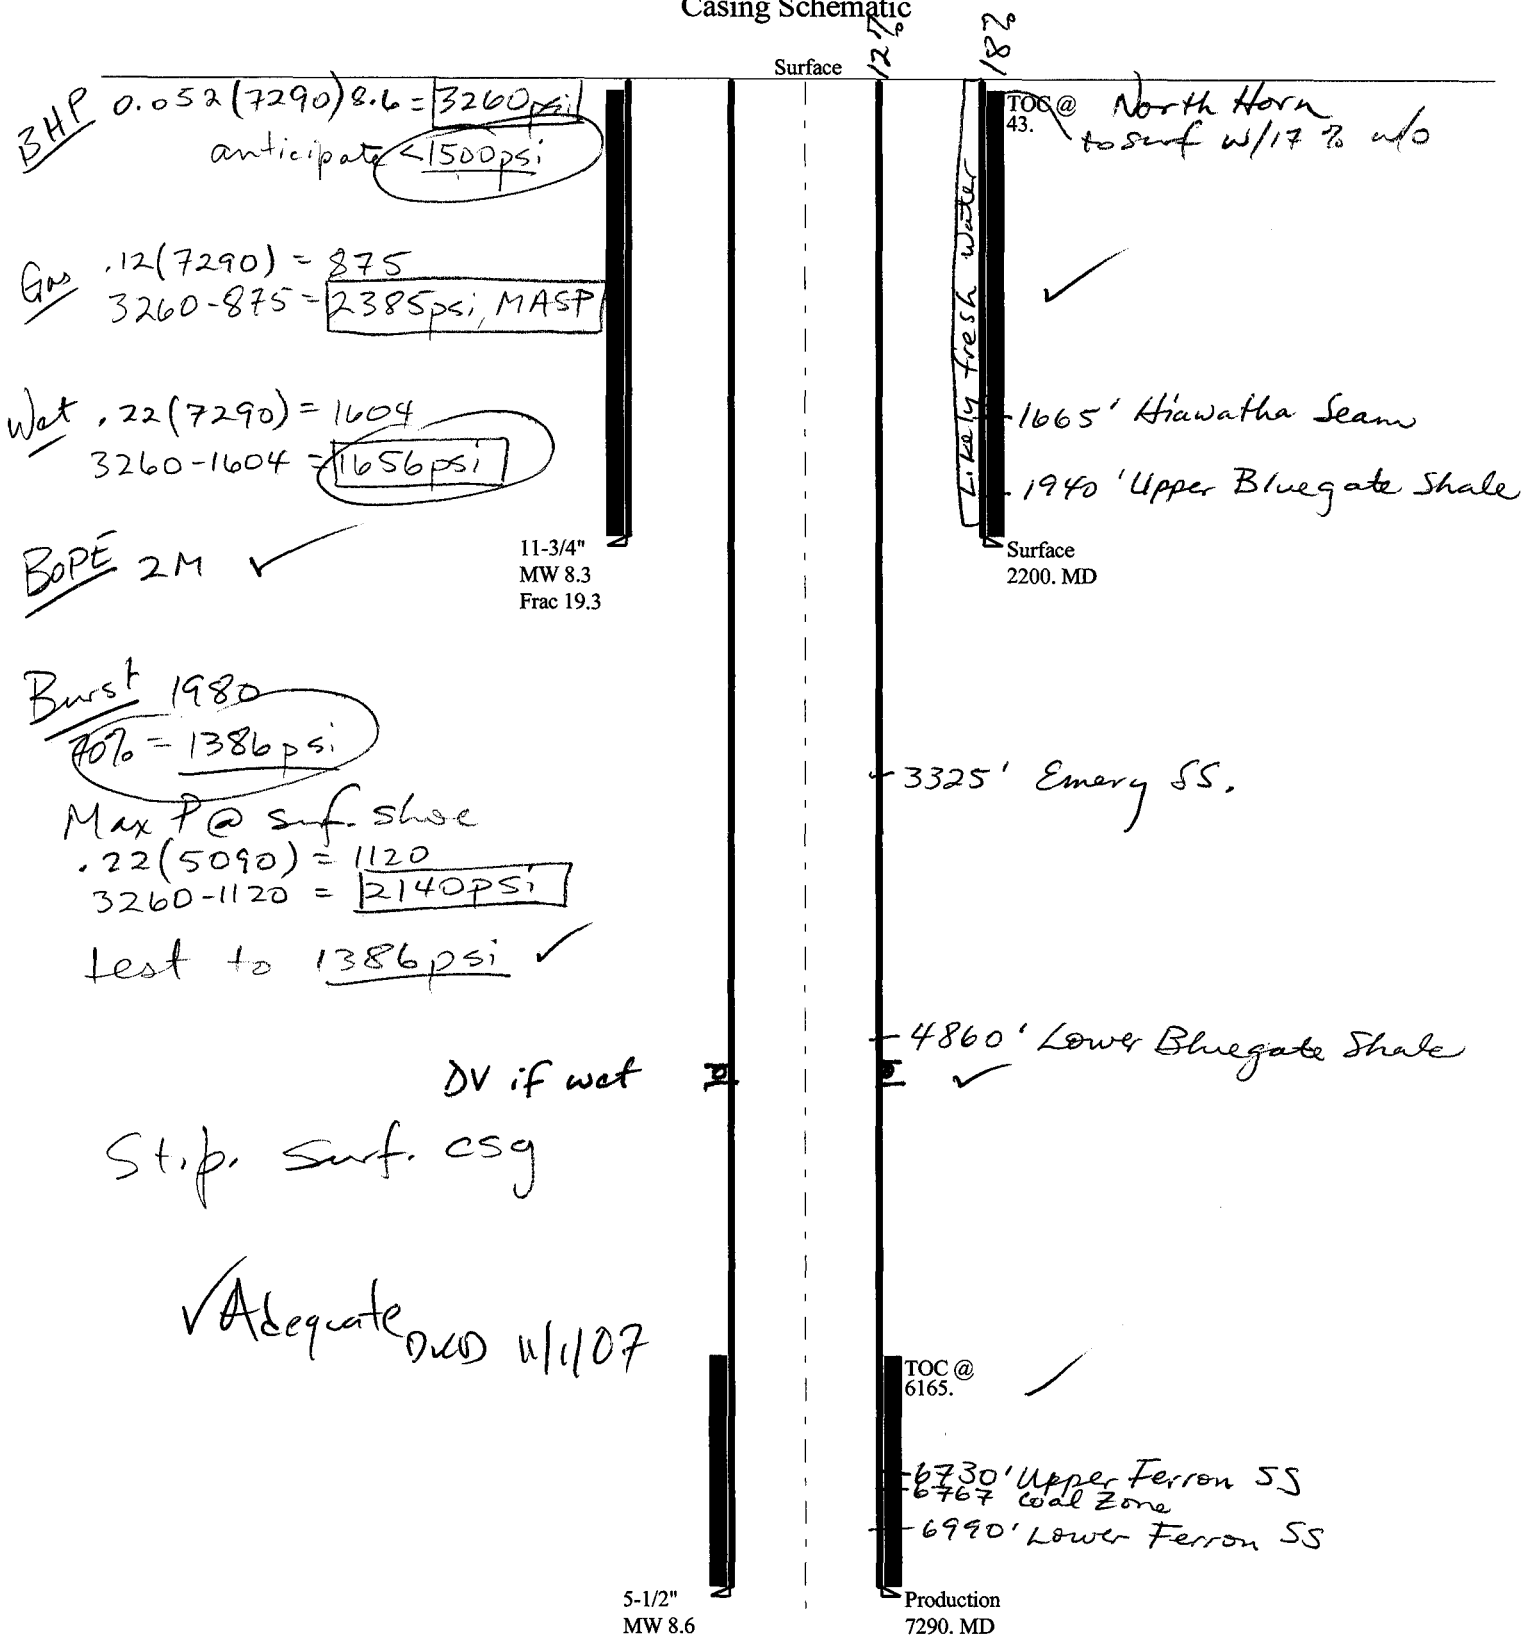 Casing Schematic
12%
18%
Surface
BHP 0.052(7290)8.6 = 3260psi
anticipate <1500psi
Gas .12(7290) = 875
3260-875 = 2385psi, MASP
Wet .22(7290) = 1604
3260-1604 = 1656psi
BOPE 2M ✓
11-3/4"
MW 8.3
Frac 19.3
Burst 1980
70% = 1386psi
Max P @ surf. shoe
.22(5090) = 1120
3260-1120 = 2140psi
test to 1386psi ✓
DV if wet
Stip. surf. csg
✓ Adequate
DKD 11/1/07
5-1/2"
MW 8.6
TOC @
43.
North Horn
to surf w/17% w/o
Likely fresh water
✓
1665' Hiawatha Seam
1940' Upper Bluegate Shale
Surface
2200. MD
3325' Emery SS.
4860' Lower Bluegate Shale
✓
TOC @
6165.
6730' Upper Ferron SS
6767 Coal Zone
6990' Lower Ferron SS
Production
7290. MD